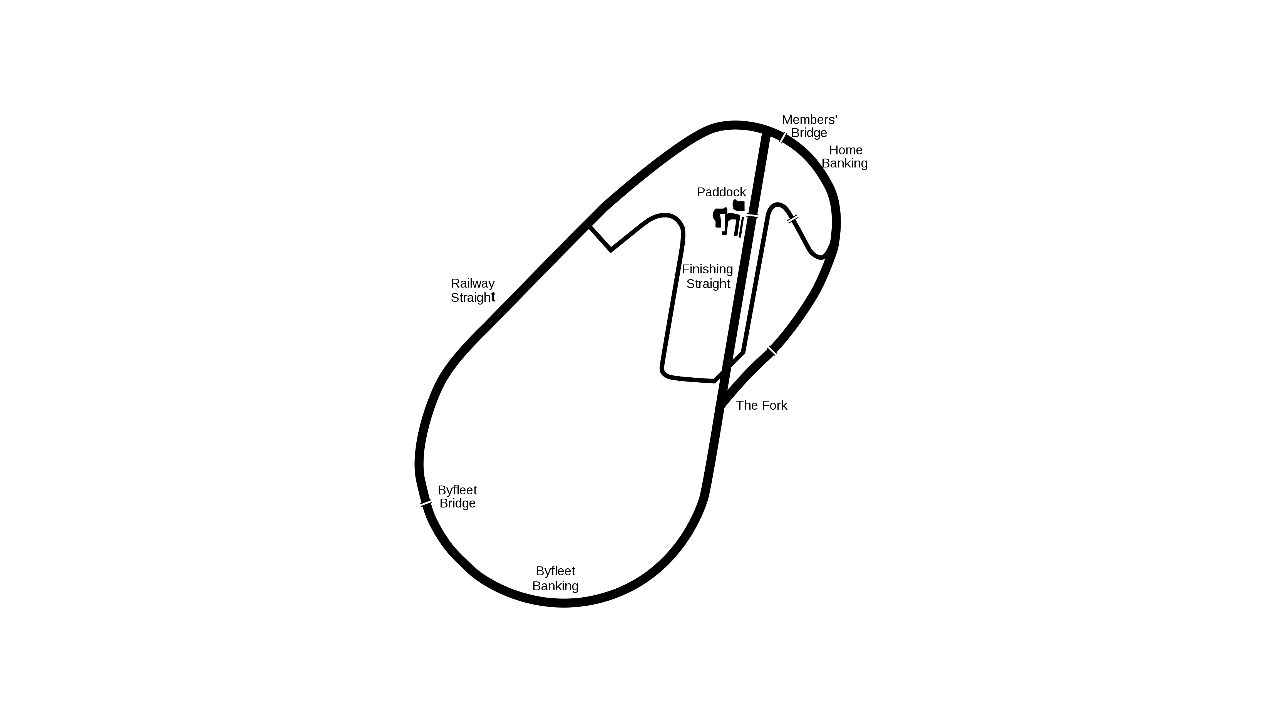 Members'
Bridge
Home
Banking
Paddock
Finishing
Straight
Railway
Straight
The Fork
Byfleet
Bridge
Byfleet
Banking